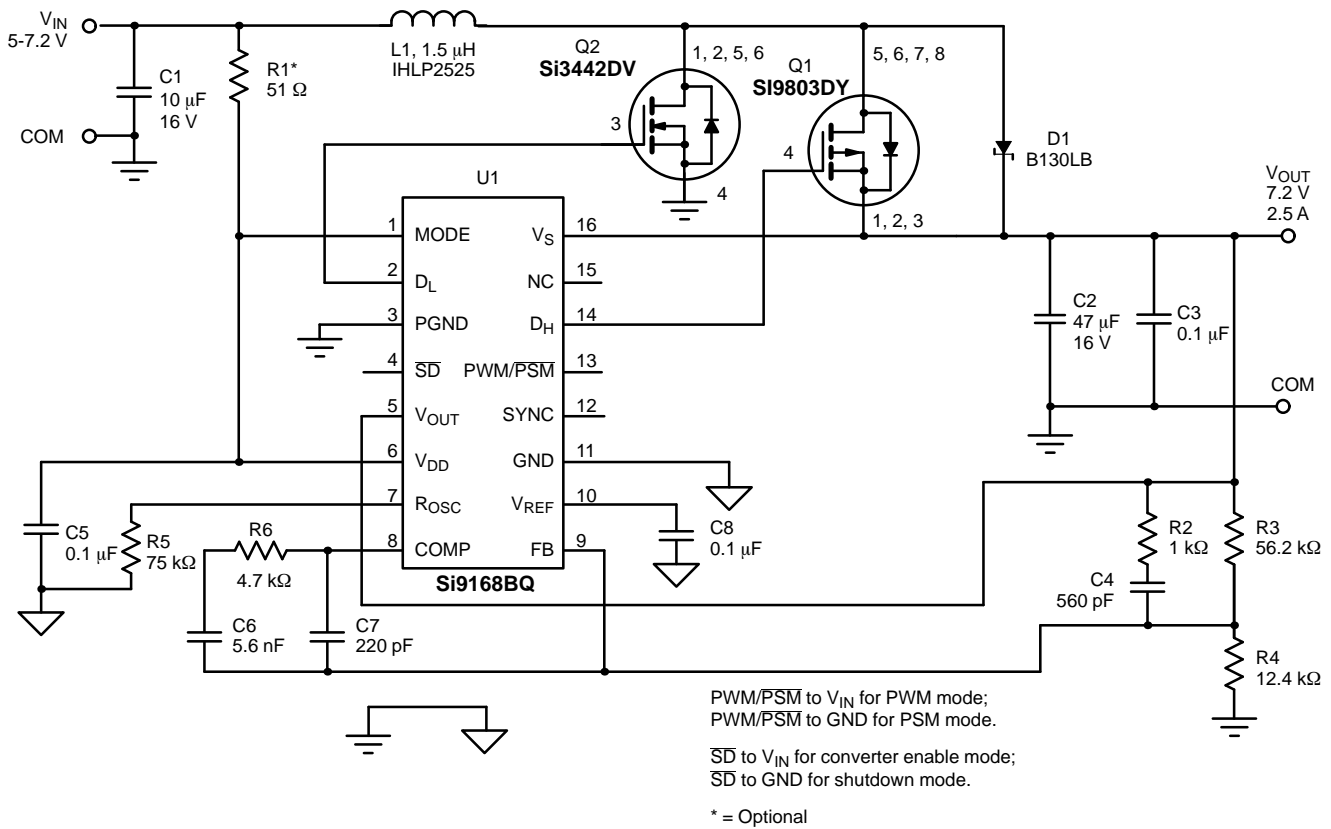 VIN
5-7.2 V
COM
C1
10 μF
16 V
R1*
51 Ω
L1, 1.5 μH
IHLP2525
Q2
Si3442DV
1, 2, 5, 6
3
4
Q1
SI9803DY
5, 6, 7, 8
4
1, 2, 3
D1
B130LB
VOUT
7.2 V
2.5 A
U1
1 MODE VS 16
2 DL NC 15
3 PGND DH 14
4 SD PWM/PSM 13
5 VOUT SYNC 12
6 VDD GND 11
7 ROSC VREF 10
8 COMP FB 9
Si9168BQ
C2
47 μF
16 V
C3
0.1 μF
COM
C5
0.1 μF
R5
75 kΩ
R6
4.7 kΩ
C6
5.6 nF
C7
220 pF
C8
0.1 μF
R2
1 kΩ
C4
560 pF
R3
56.2 kΩ
R4
12.4 kΩ
PWM/PSM to VIN for PWM mode;
PWM/PSM to GND for PSM mode.
SD to VIN for converter enable mode;
SD to GND for shutdown mode.
* = Optional